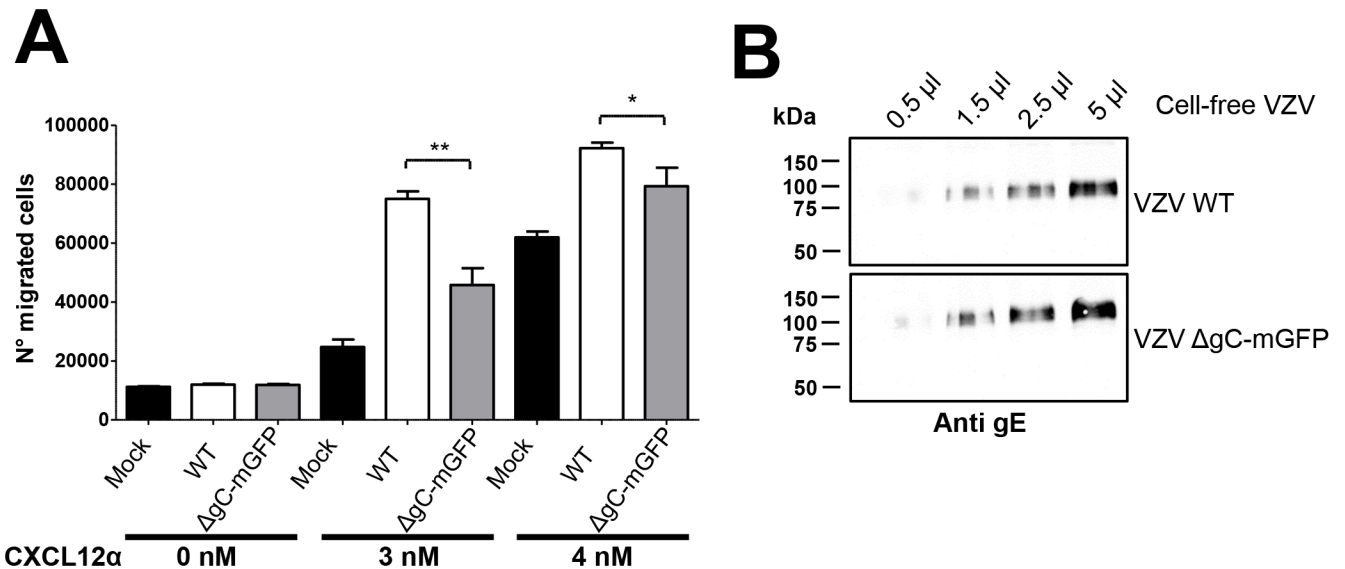 A
N° migrated cells
100000
80000
60000
40000
20000
0
**
*
Mock
WT
ΔgC-mGFP
Mock
WT
ΔgC-mGFP
Mock
WT
ΔgC-mGFP
CXCL12α 0 nM 3 nM 4 nM
B
kDa 0.5 µl 1.5 µl 2.5 µl 5 µl Cell-free VZV
150
100
75
50
VZV WT
150
100
75
50
VZV ΔgC-mGFP
Anti gE